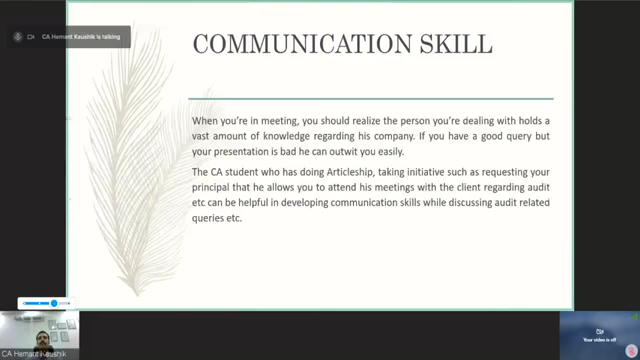 CA Hemant Kaushik is talking
COMMUNICATION SKILL
When you're in meeting, you should realize the person you're dealing with holds a
vast amount of knowledge regarding his company. If you have a good query but
your presentation is bad he can outwit you easily.
The CA student who has doing Articleship, taking initiative such as requesting your
principal that he allows you to attend his meetings with the client regarding audit
etc can be helpful in developing communication skills while discussing audit related
queries etc.
CA Hemant Kaushik
Your video is off